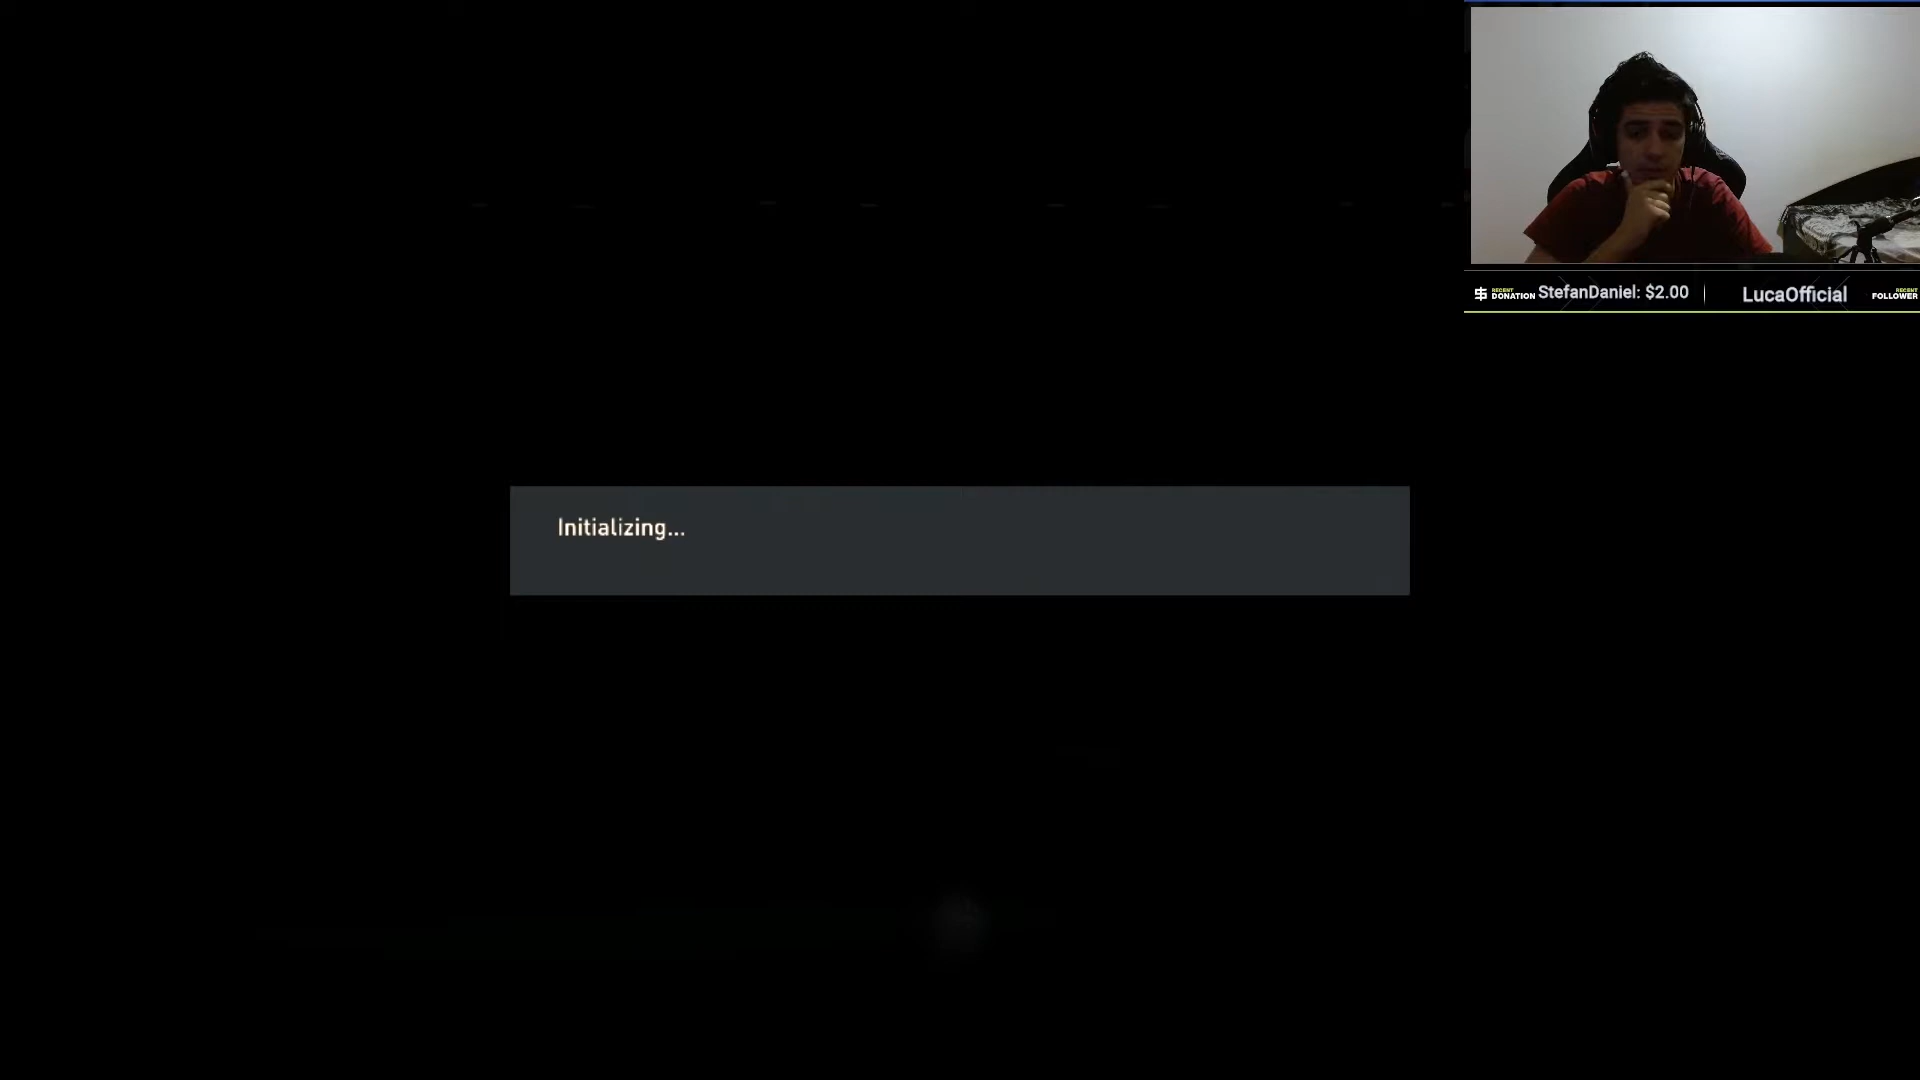 Initializing...
RECENT
DONATION
StefanDaniel: $2.00
LucaOfficial
RECENT
FOLLOWER